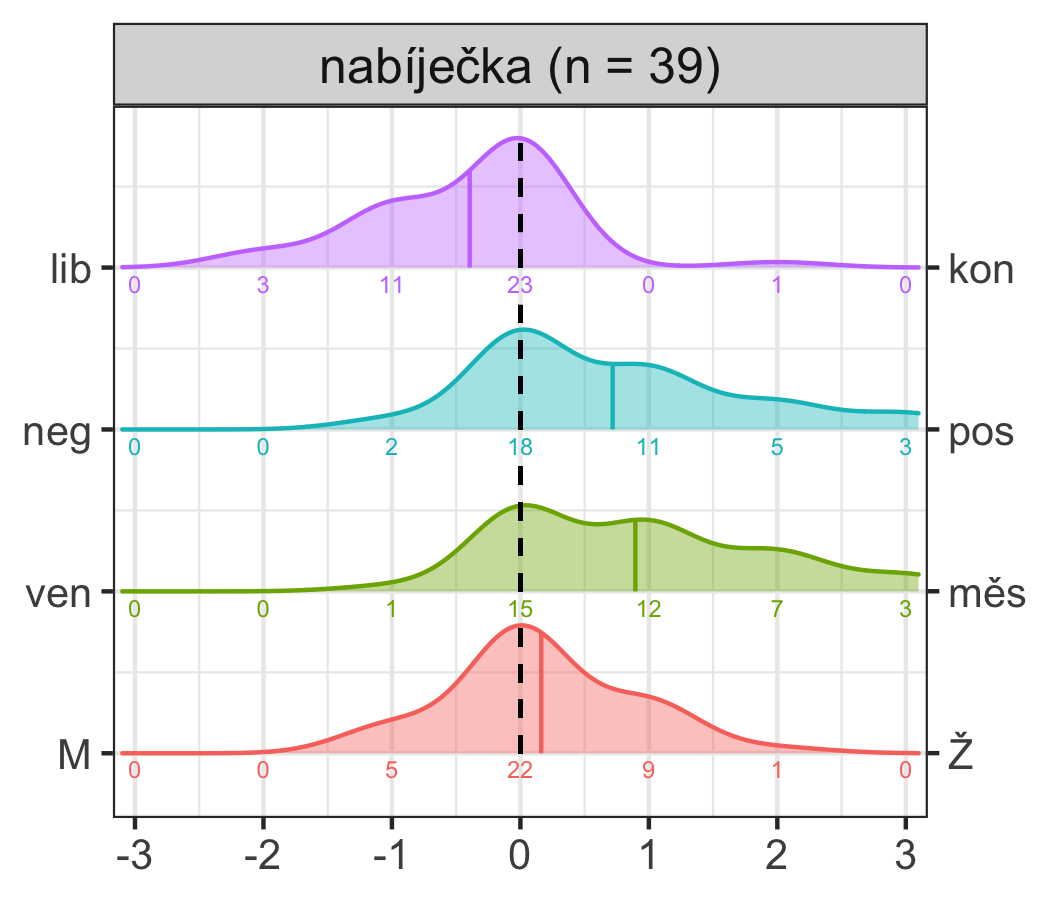 nabíječka (n = 39)
lib kon
0 3 11 23 0 1 0
neg pos
0 0 2 18 11 5 3
ven měs
0 0 1 15 12 7 3
M Ž
0 0 5 22 9 1 0
-3 -2 -1 0 1 2 3